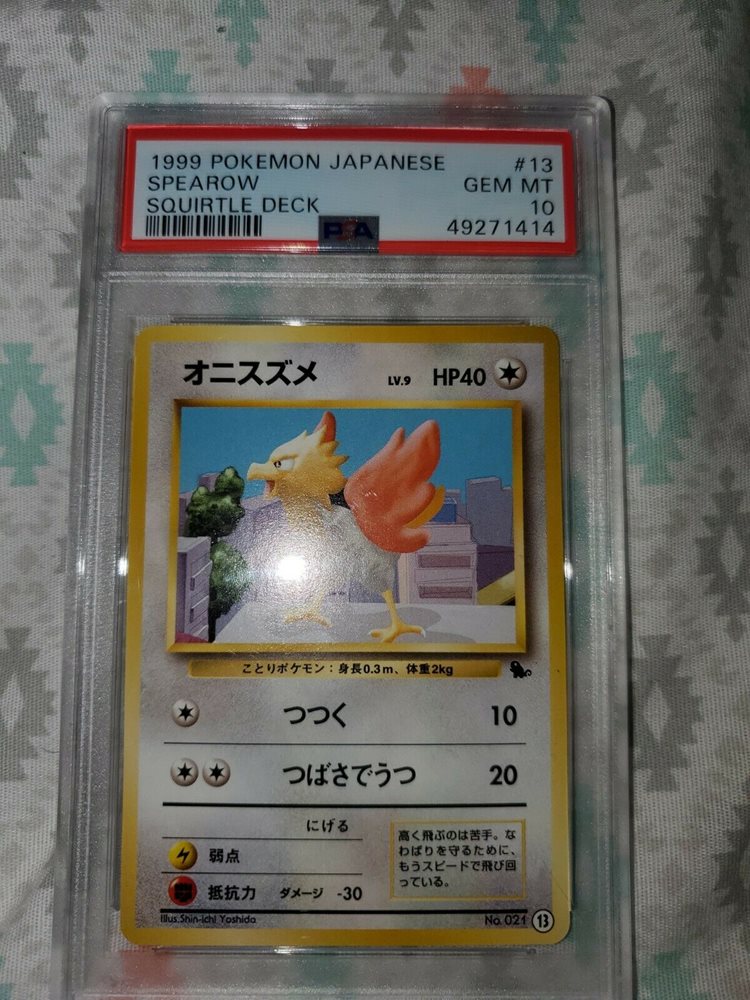 1999 POKEMON JAPANESE #13
SPEAROW GEM MT
SQUIRTLE DECK 10
PSA 49271414
オニスズメ LV.9 HP40
ことりポケモン：身長0.3m、体重2kg
つつく 10
つばさでうつ 20
にげる
弱点
抵抗力 ダメージ -30
高く飛ぶのは苦手。な
わばりを守るために、
もうスピードで飛び回
っている。
Illus.Shin-ichi Yoshida No. 021 13